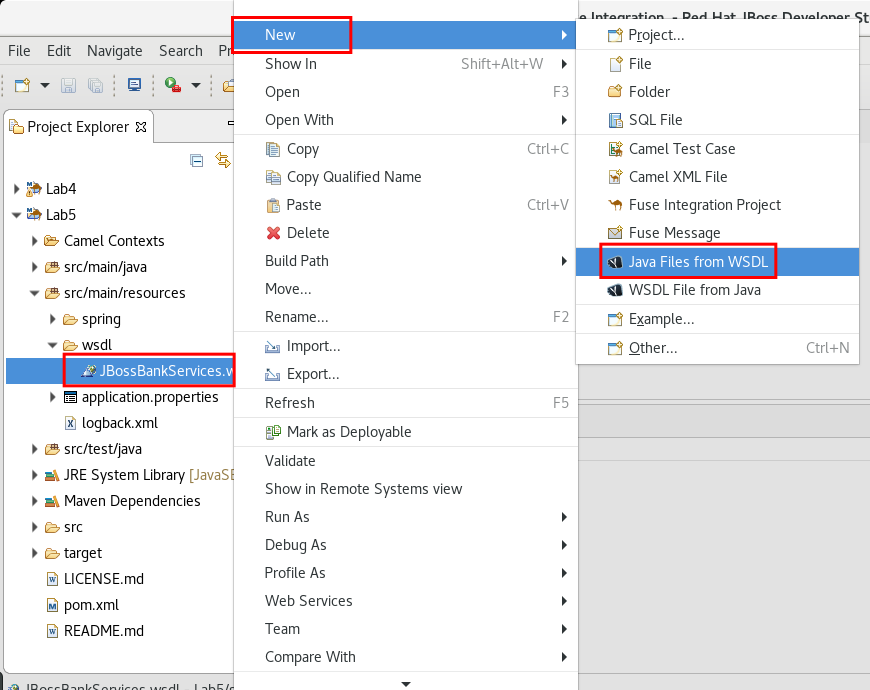 e Integration - Red Hat JBoss Developer St
File Edit Navigate Search Pr
Project Explorer
Lab4
Lab5
Camel Contexts
src/main/java
src/main/resources
spring
wsdl
JBossBankServices.w
application.properties
logback.xml
src/test/java
JRE System Library [JavaSE
Maven Dependencies
src
target
LICENSE.md
pom.xml
README.md
JBossBankServices.wsdl - Lab5/s
New
Show In Shift+Alt+W
Open F3
Open With
Copy Ctrl+C
Copy Qualified Name
Paste Ctrl+V
Delete
Build Path
Move...
Rename... F2
Import...
Export...
Refresh F5
Mark as Deployable
Validate
Show in Remote Systems view
Run As
Debug As
Profile As
Web Services
Team
Compare With
Project...
File
Folder
SQL File
Camel Test Case
Camel XML File
Fuse Integration Project
Fuse Message
Java Files from WSDL
WSDL File from Java
Example...
Other... Ctrl+N